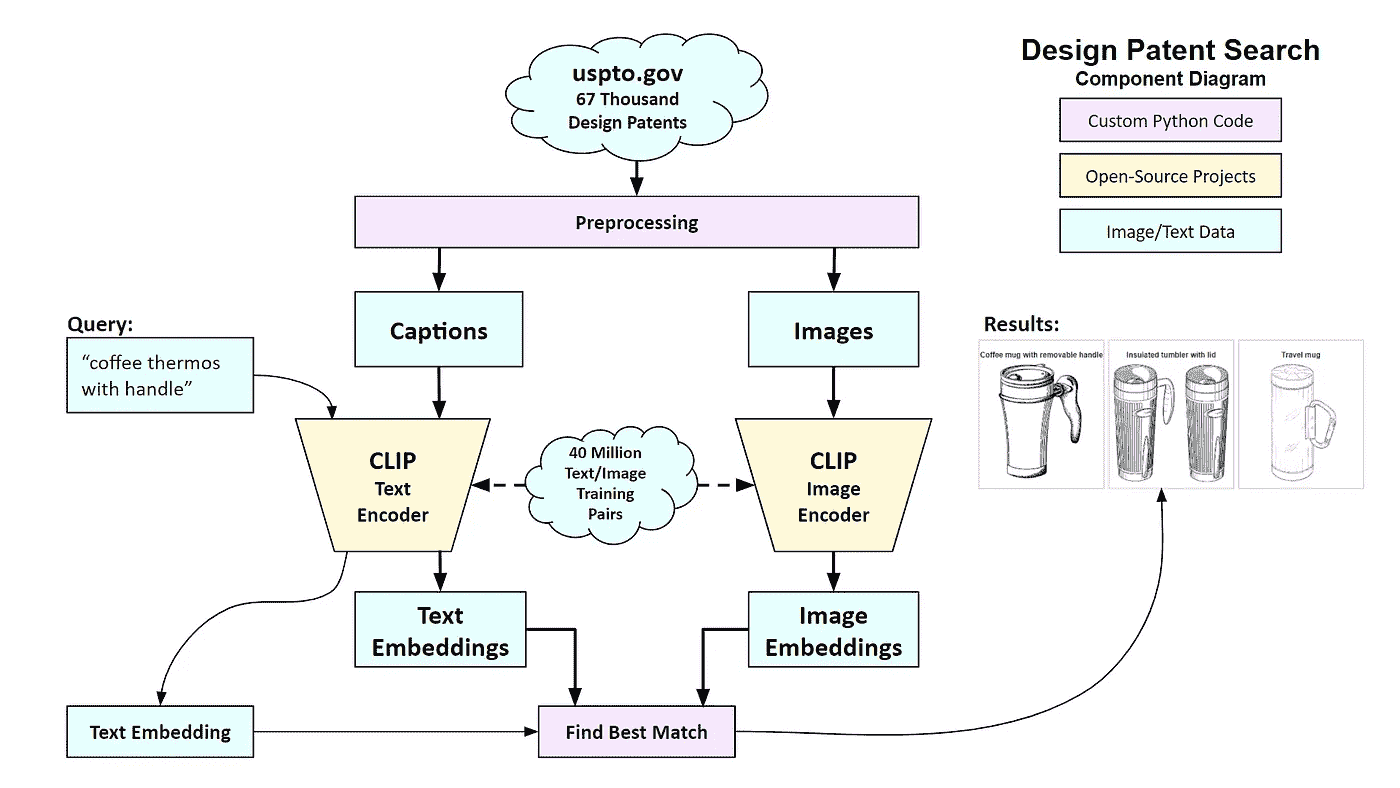 Design Patent Search
Component Diagram
Custom Python Code
Open-Source Projects
Image/Text Data
uspto.gov
67 Thousand
Design Patents
Preprocessing
Captions
Images
Query:
“coffee thermos
with handle”
CLIP
Text
Encoder
40 Million
Text/Image
Training
Pairs
CLIP
Image
Encoder
Text
Embeddings
Image
Embeddings
Text Embedding
Find Best Match
Results:
Coffee mug with removable handle
Insulated tumbler with lid
Travel mug